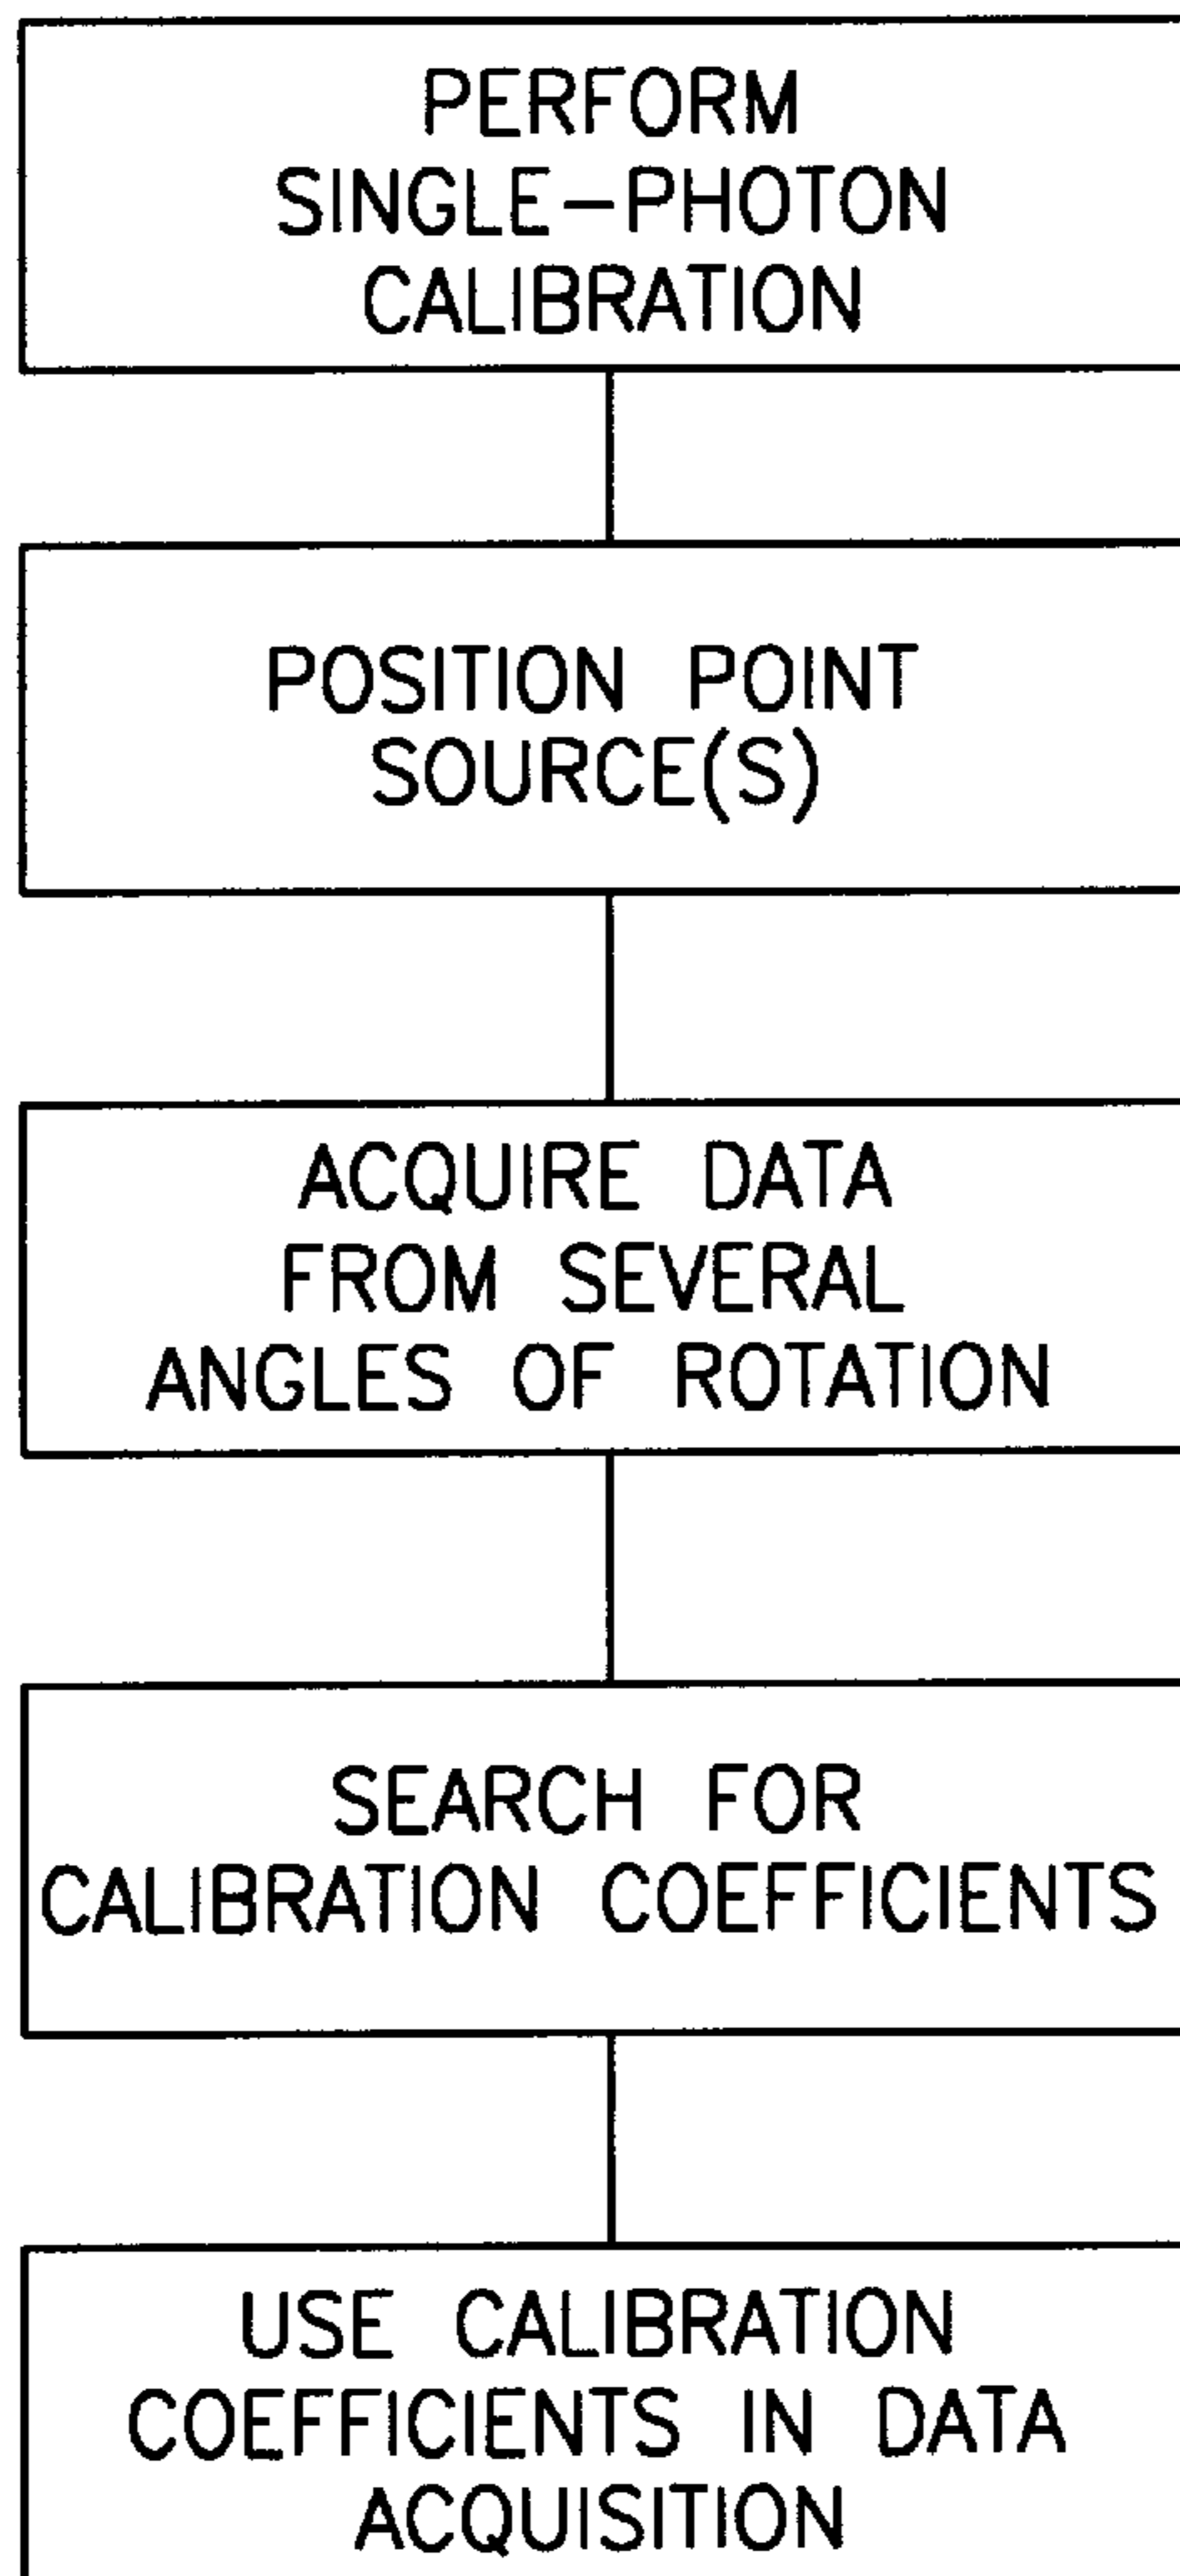 PERFORM
SINGLE-PHOTON
CALIBRATION
POSITION POINT
SOURCE(S)
ACQUIRE DATA
FROM SEVERAL
ANGLES OF ROTATION
SEARCH FOR
CALIBRATION COEFFICIENTS
USE CALIBRATION
COEFFICIENTS IN DATA
ACQUISITION